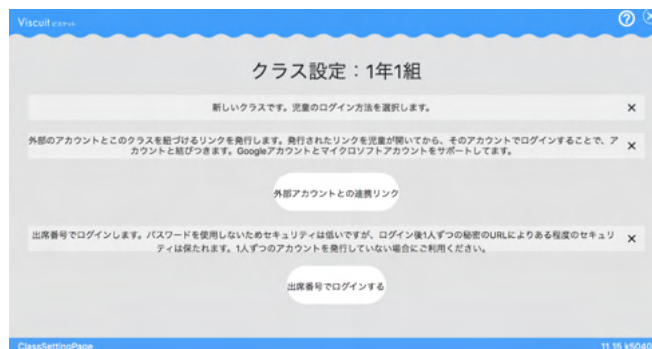 Viscuit ビスケット
クラス設定：1年1組
新しいクラスです。児童のログイン方法を選択します。
外部のアカウントとこのクラスを紐づけるリンクを発行します。発行されたリンクを児童が開いてから、そのアカウントでログインすることで、ア
カウントと結びつきます。Googleアカウントとマイクロソフトアカウントをサポートしてます。
外部アカウントとの連携リンク
出席番号でログインします。パスワードを使用しないためセキュリティは低いですが、ログイン後1人ずつの秘密のURLによりある程度のセキュリ
ティは保たれます。1人ずつのアカウントを発行していない場合にご利用ください。
出席番号でログインする
ClassSettingPage
11.15 k5040